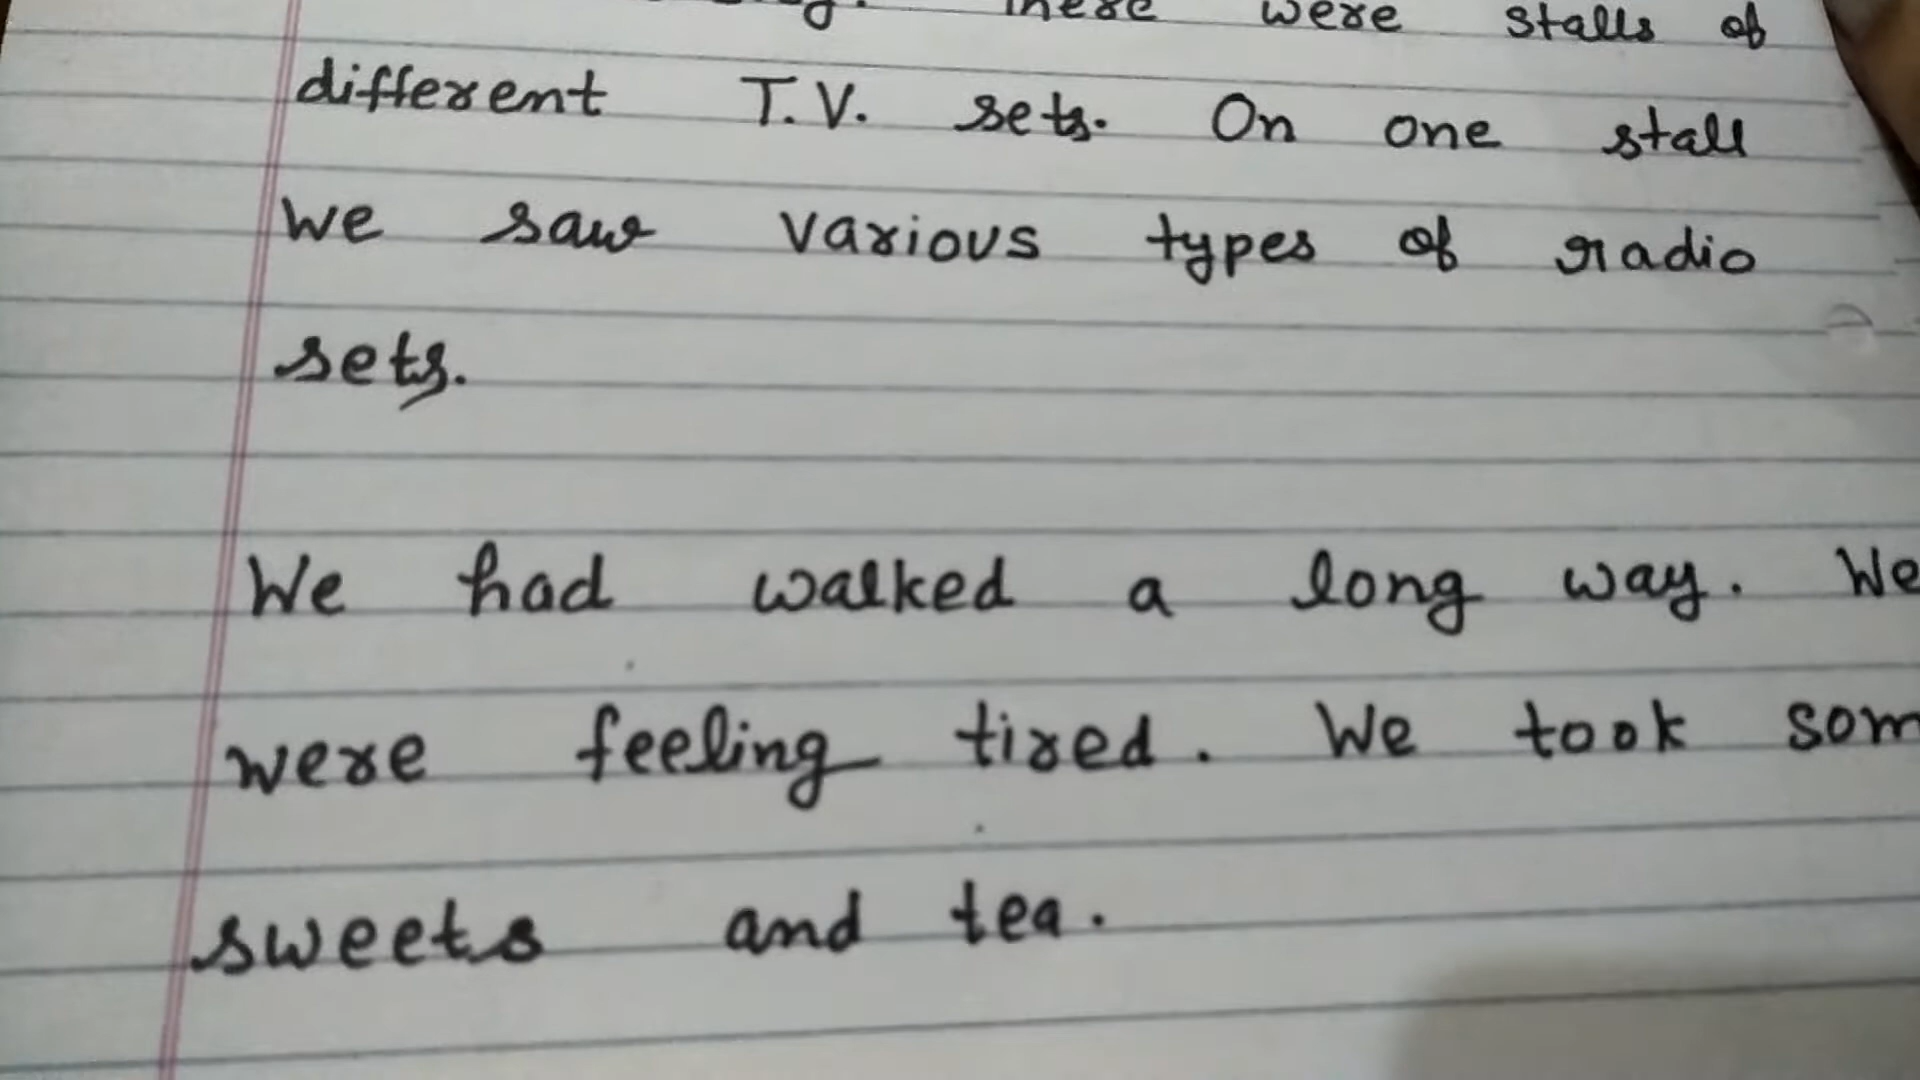 There were stalls of
different T.V. sets. On one stall
we saw various types of radio
sets.
We had walked a long way. We
were feeling tired. We took som
sweets and tea.